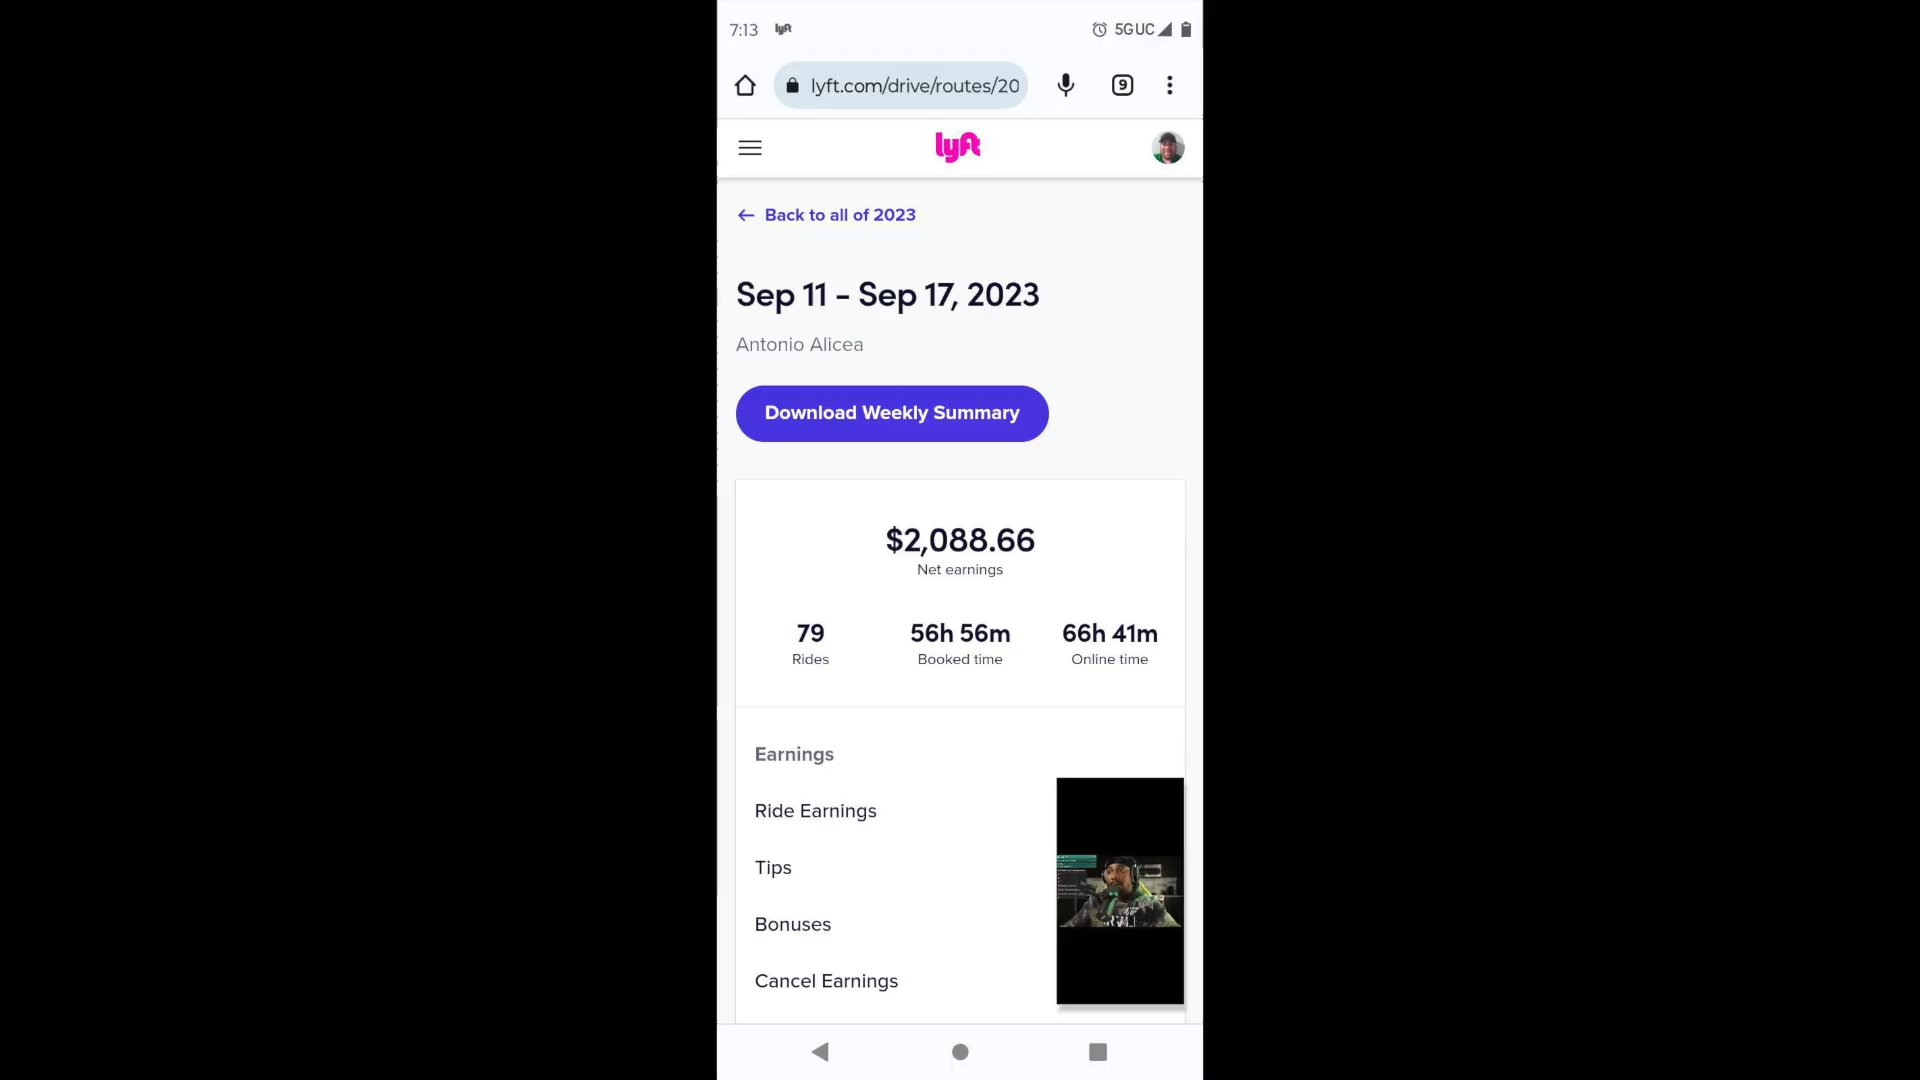 7:13 lyft 5GUC
lyft.com/drive/routes/20 9
lyft
Back to all of 2023
Sep 11 - Sep 17, 2023
Antonio Alicea
Download Weekly Summary
$2,088.66
Net earnings
79 56h 56m 66h 41m
Rides Booked time Online time
Earnings
Ride Earnings
Tips
Bonuses
Cancel Earnings